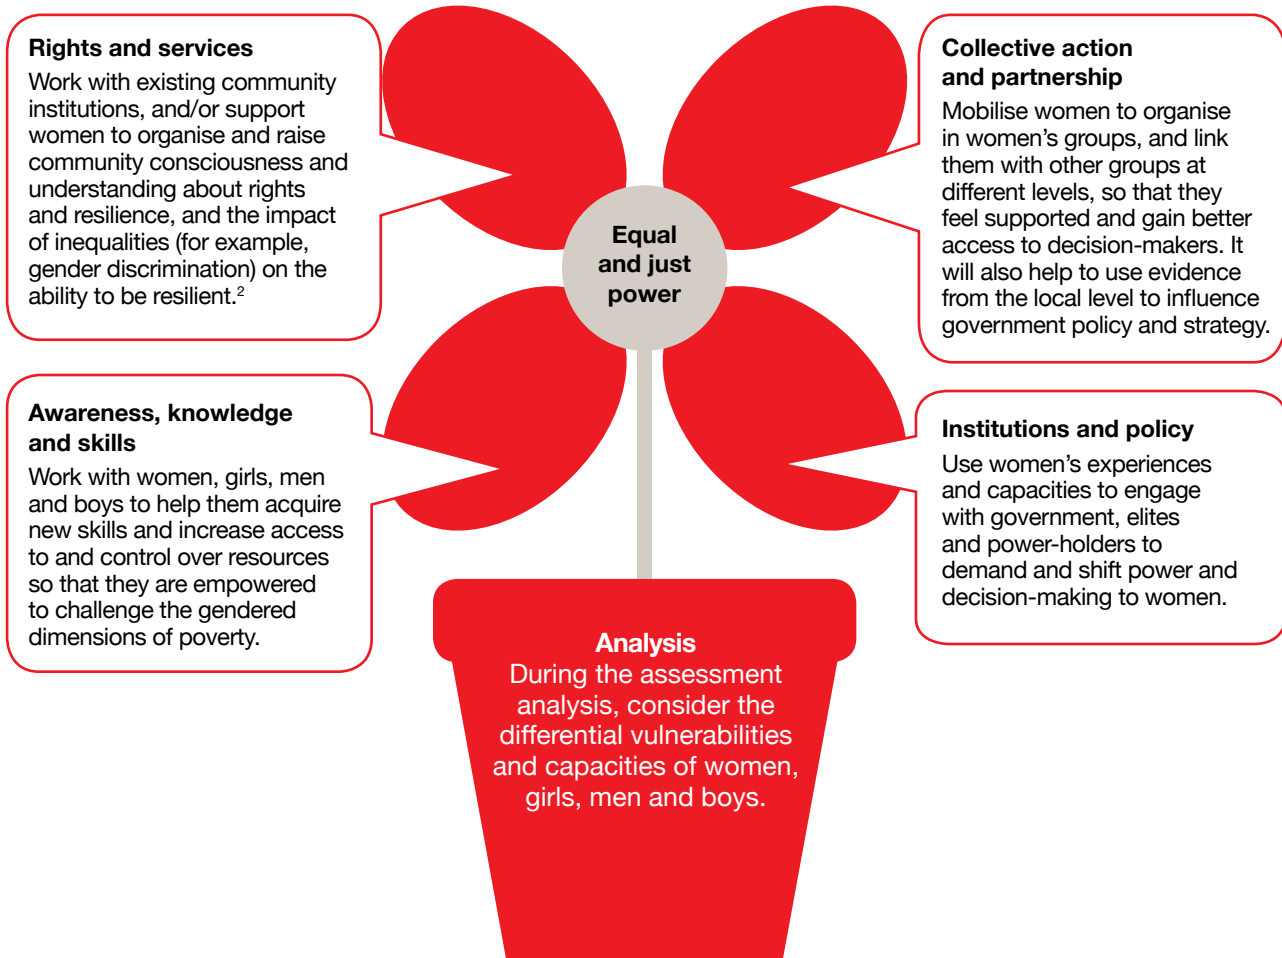 Rights and services
Work with existing community
institutions, and/or support
women to organise and raise
community consciousness and
understanding about rights
and resilience, and the impact
of inequalities (for example,
gender discrimination) on the
ability to be resilient.²
Collective action
and partnership
Mobilise women to organise
in women’s groups, and link
them with other groups at
different levels, so that they
feel supported and gain better
access to decision-makers. It
will also help to use evidence
from the local level to influence
government policy and strategy.
Equal
and just
power
Awareness, knowledge
and skills
Work with women, girls, men
and boys to help them acquire
new skills and increase access
to and control over resources
so that they are empowered
to challenge the gendered
dimensions of poverty.
Institutions and policy
Use women’s experiences
and capacities to engage
with government, elites
and power-holders to
demand and shift power and
decision-making to women.
Analysis
During the assessment
analysis, consider the
differential vulnerabilities
and capacities of women,
girls, men and boys.